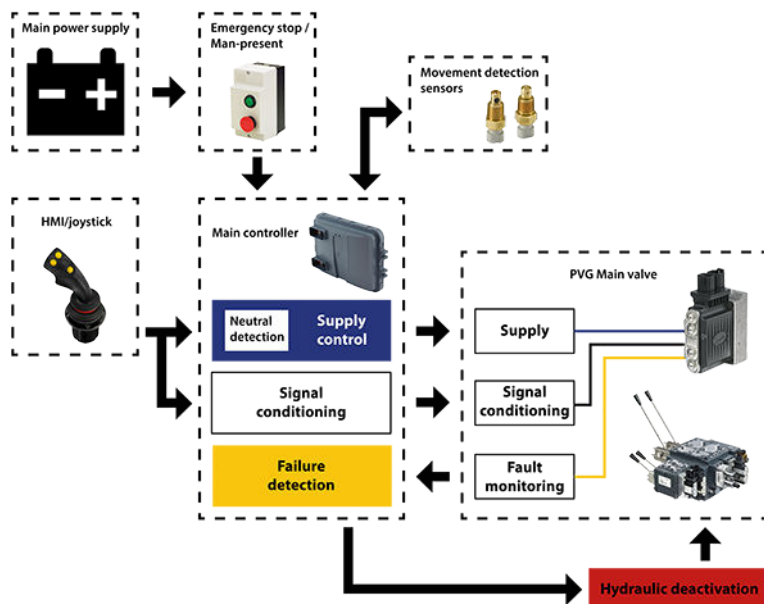 Main power supply
Emergency stop /
Man-present
Movement detection
sensors
HMI/joystick
Main controller
PVG Main valve
Neutral
detection
Supply
control
Supply
Signal
conditioning
Signal
conditioning
Failure
detection
Fault
monitoring
Hydraulic deactivation